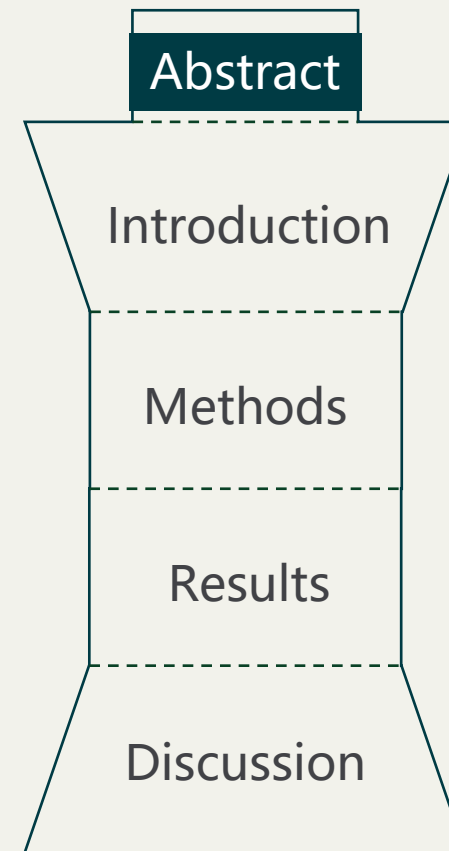 Abstract
Introduction
Methods
Results
Discussion